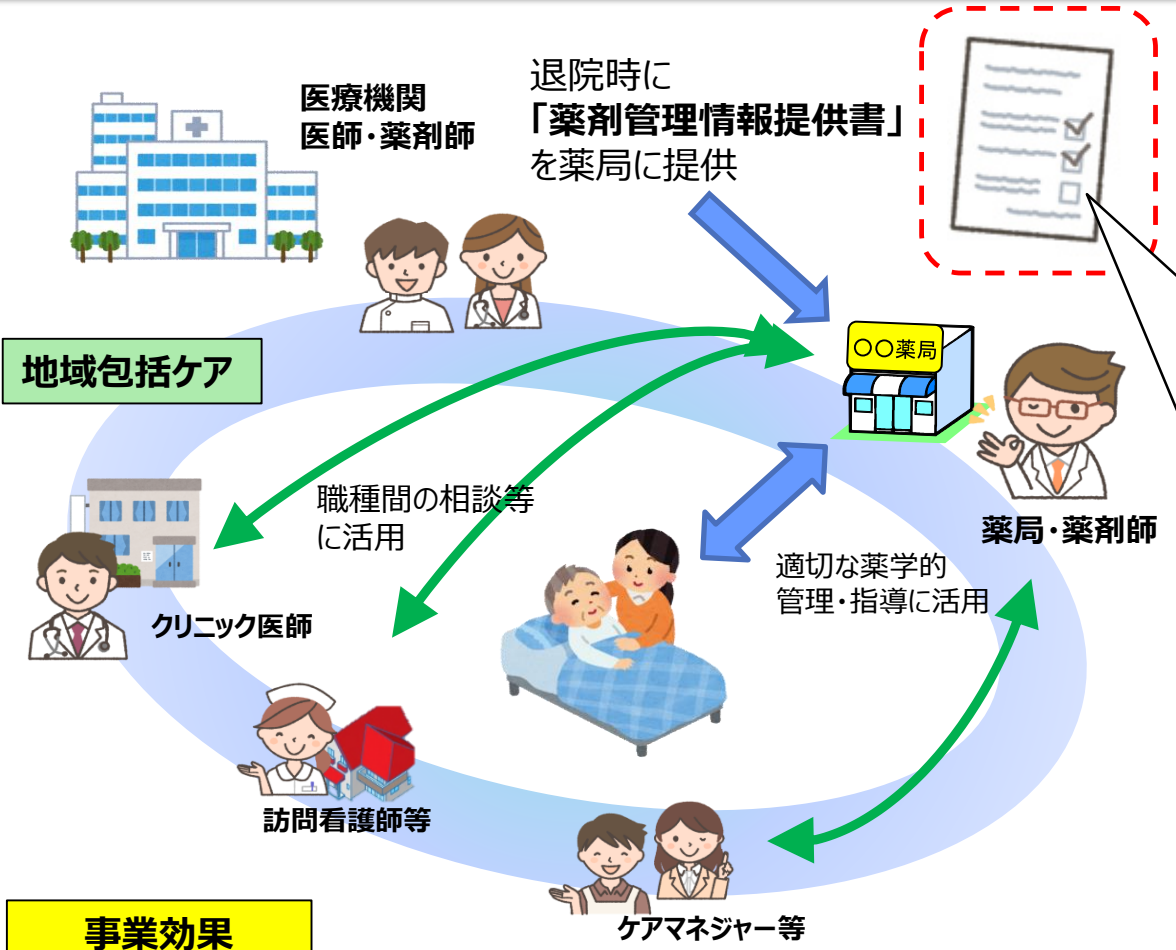 医療機関
医師・薬剤師
退院時に
「薬剤管理情報提供書」
を薬局に提供
地域包括ケア
〇〇薬局
薬局・薬剤師
職種間の相談等
に活用
適切な薬学的
管理・指導に活用
クリニック医師
訪問看護師等
ケアマネジャー等
事業効果